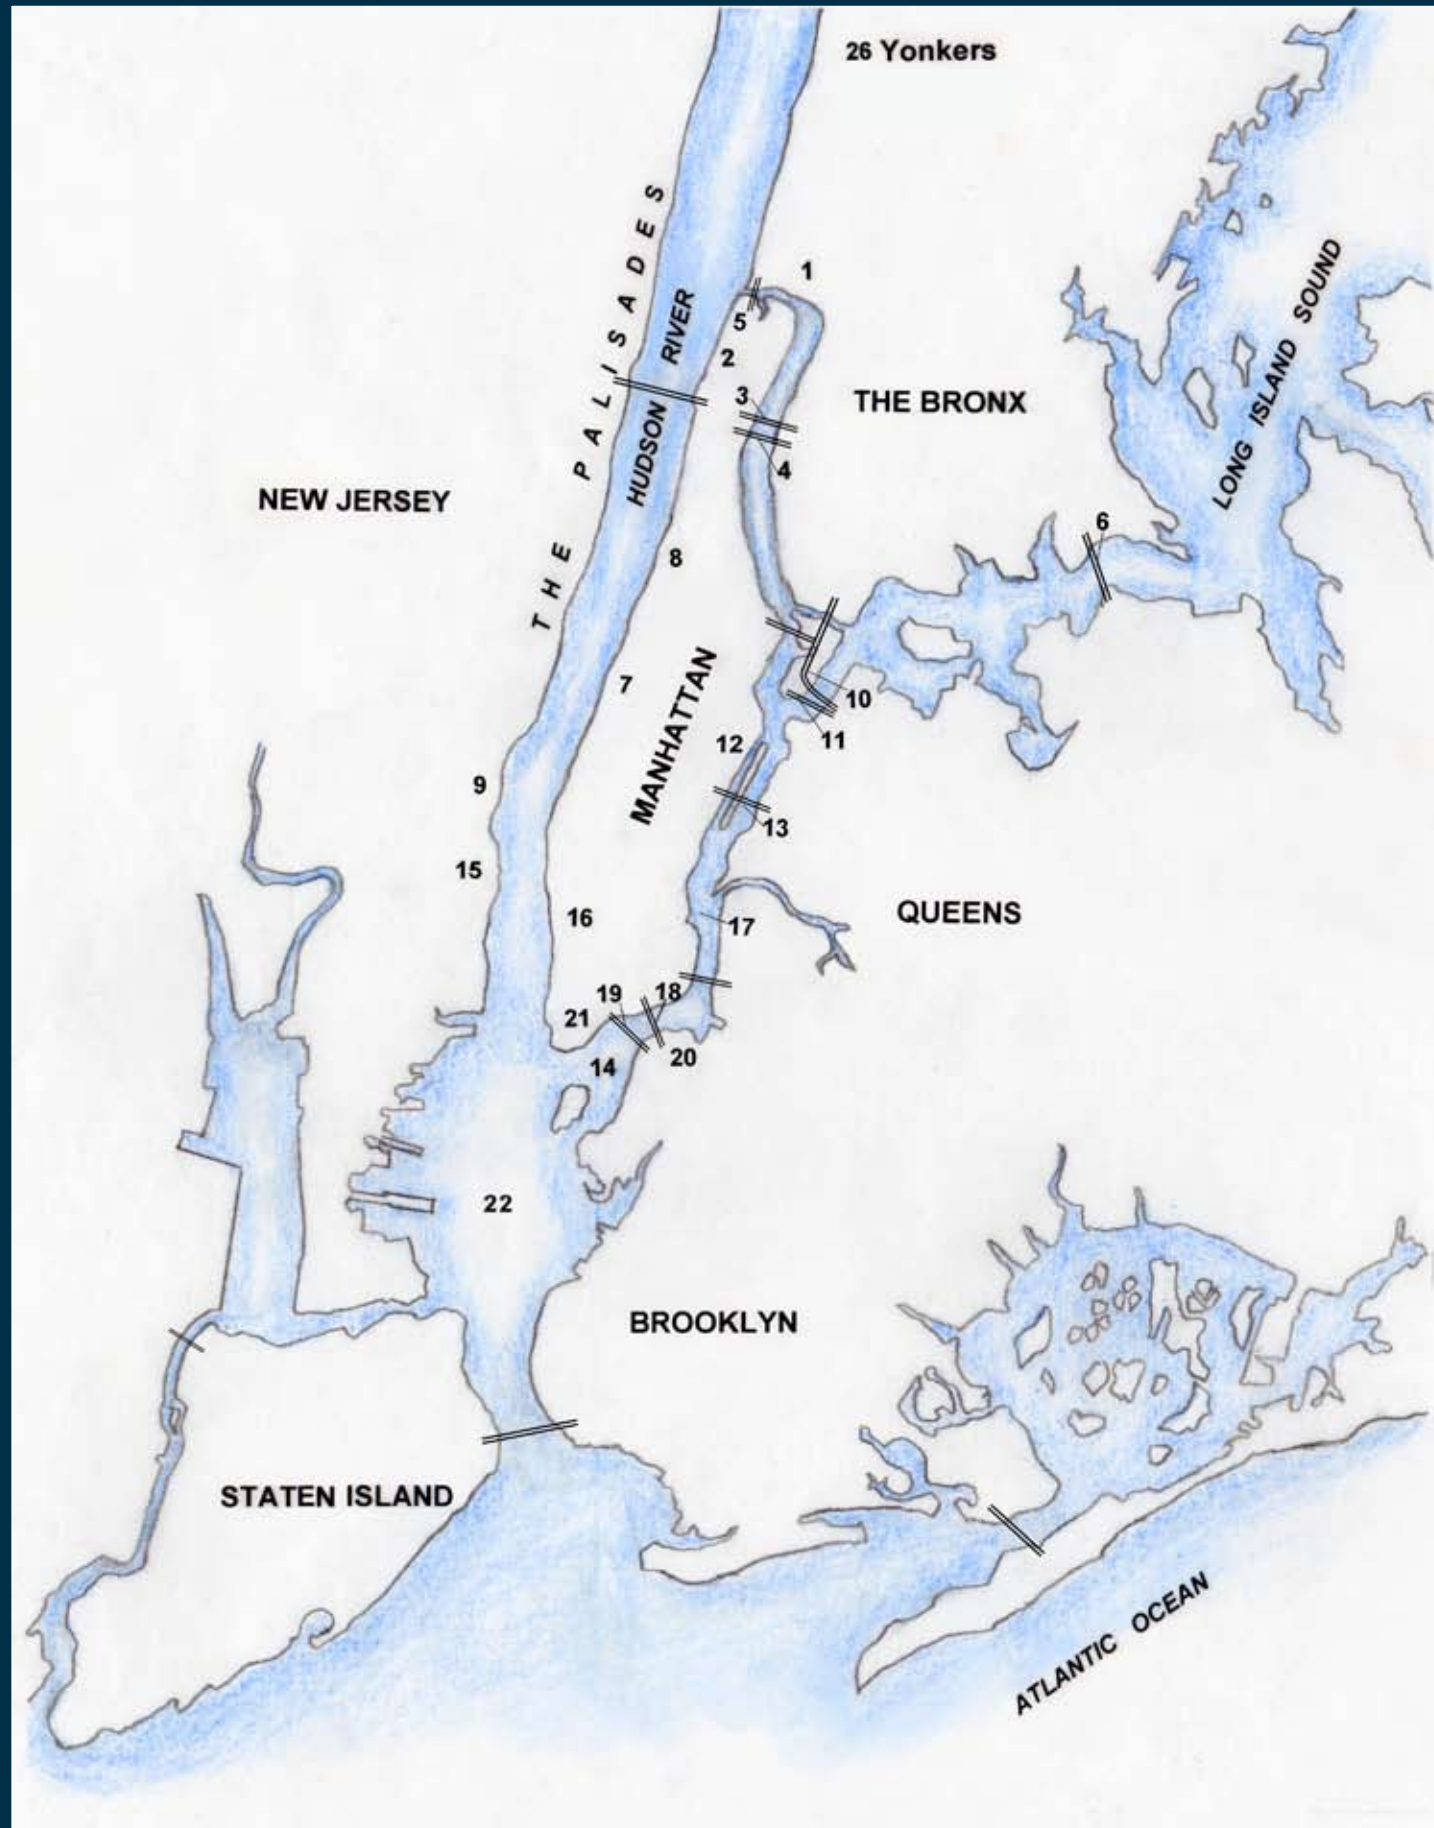 26 Yonkers
THE PALISADES
1
5
HUDSON RIVER
2
3
THE BRONX
4
LONG ISLAND SOUND
NEW JERSEY
6
8
7
MANHATTAN
10
11
12
9
13
15
16
17
QUEENS
19
18
21
20
14
22
BROOKLYN
STATEN ISLAND
ATLANTIC OCEAN